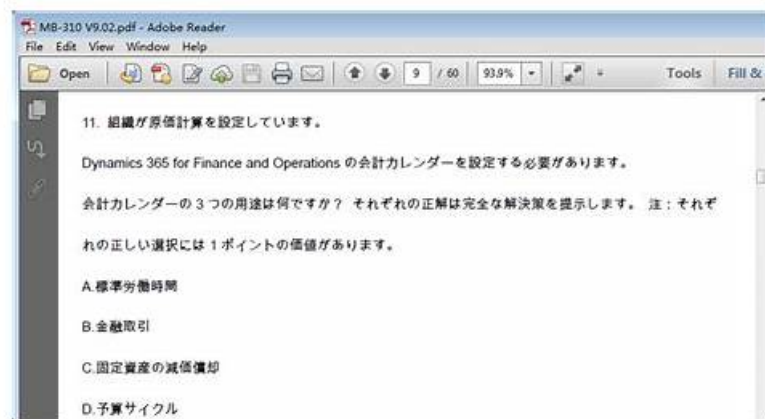 MB-310 V9.02.pdf - Adobe Reader
File Edit View Window Help
Open 9 / 60 93.9% Tools Fill &
11. 組織が原価計算を設定しています。
Dynamics 365 for Finance and Operations の会計カレンダーを設定する必要があります。
会計カレンダーの 3 つの用途は何ですか? それぞれの正解は完全な解決策を提示します。 注:それぞ
れの正しい選択には 1 ポイントの価値があります。
A.標準労働時間
B.金融取引
C.固定資産の減価償却
D.予算サイクル